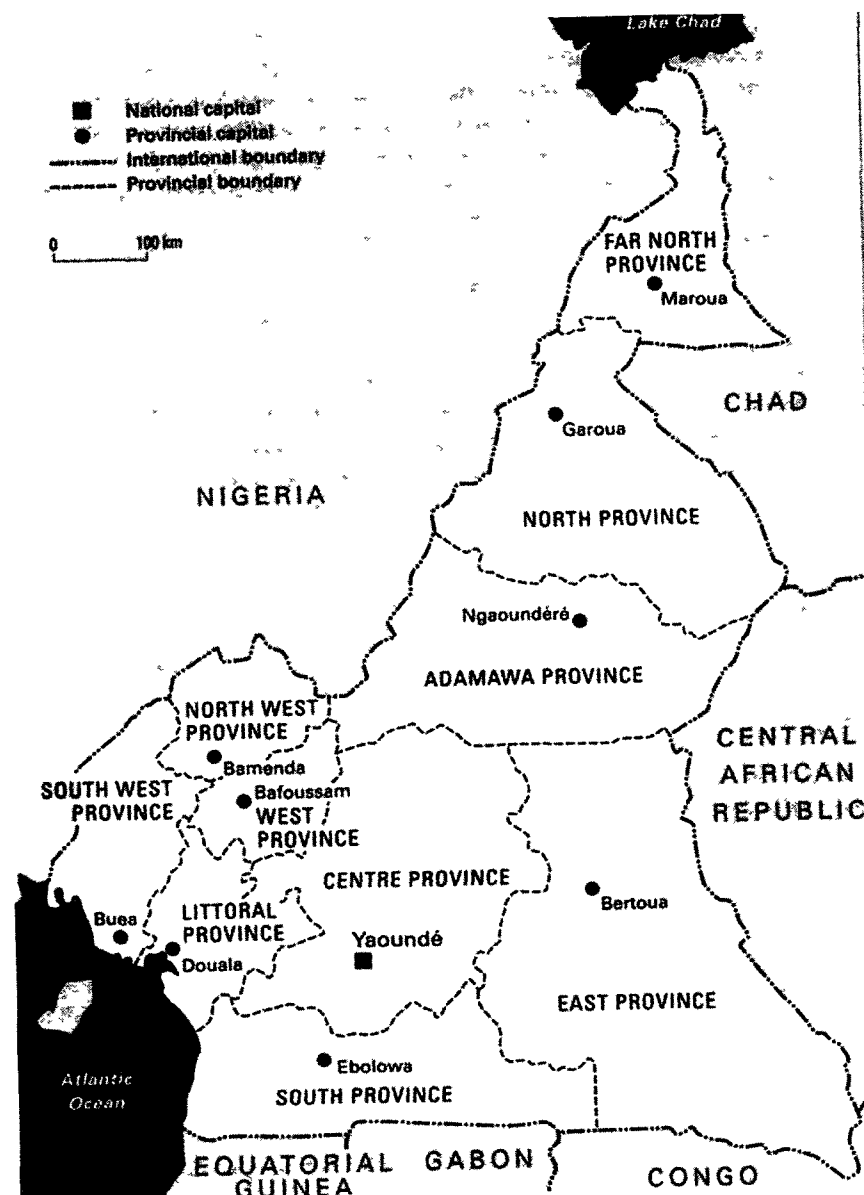 Lake Chad
National capital
Provincial capital
International boundary
Provincial boundary
0 100 km
FAR NORTH
PROVINCE
Maroua
CHAD
Garoua
NIGERIA
NORTH PROVINCE
Ngaoundéré
ADAMAWA PROVINCE
NORTH WEST
PROVINCE
Bamenda
CENTRAL
AFRICAN
REPUBLIC
SOUTH WEST
PROVINCE
Bafoussam
WEST
PROVINCE
CENTRE PROVINCE
Bertoua
LITTORAL
PROVINCE
Buea
Douala
Yaoundé
EAST PROVINCE
Ebolowa
SOUTH PROVINCE
Atlantic
Ocean
EQUATORIAL
GUINEA
GABON
CONGO